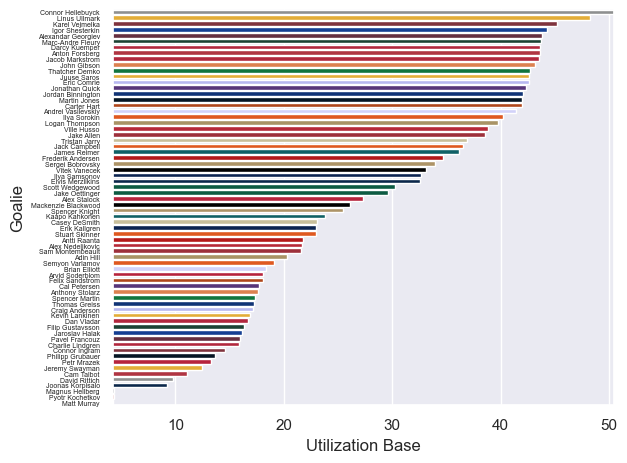 Connor Hellebuyck
Linus Ullmark
Karel Vejmelka
Igor Shesterkin
Alexandar Georgiev
Marc-Andre Fleury
Darcy Kuemper
Anton Forsberg
Jacob Markstrom
John Gibson
Thatcher Demko
Juuse Saros
Eric Comrie
Jonathan Quick
Jordan Binnington
Martin Jones
Carter Hart
Andrei Vasilevskiy
Ilya Sorokin
Logan Thompson
Ville Husso
Jake Allen
Tristan Jarry
Jack Campbell
James Reimer
Frederik Andersen
Sergei Bobrovsky
Vitek Vanecek
Ilya Samsonov
Elvis Merzlikins
Scott Wedgewood
Jake Oettinger
Alex Stalock
Mackenzie Blackwood
Spencer Knight
Kaapo Kahkonen
Casey DeSmith
Erik Kallgren
Stuart Skinner
Antti Raanta
Alex Nedeljkovic
Sam Montembeault
Adin Hill
Semyon Varlamov
Brian Elliott
Arvid Soderblom
Felix Sandstrom
Cal Petersen
Anthony Stolarz
Spencer Martin
Thomas Greiss
Craig Anderson
Kevin Lankinen
Dan Vladar
Filip Gustavsson
Jaroslav Halak
Pavel Francouz
Charlie Lindgren
Connor Ingram
Philipp Grubauer
Petr Mrazek
Jeremy Swayman
Cam Talbot
David Rittich
Joonas Korpisalo
Magnus Hellberg
Pyotr Kochetkov
Matt Murray
Goalie
10 20 30 40 50
Utilization Base